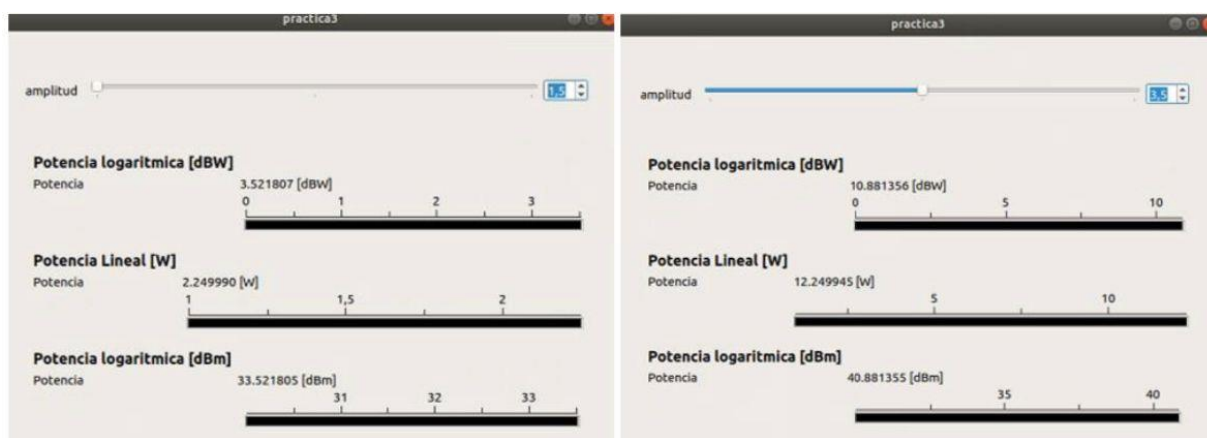 practica3
amplitud 1,5
Potencia logaritmica [dBW]
Potencia 3.521807 [dBW]
0 1 2 3
Potencia Lineal [W]
Potencia 2.249990 [W]
1 1,5 2
Potencia logaritmica [dBm]
Potencia 33.521805 [dBm]
31 32 33
practica3
amplitud 3,5
Potencia logaritmica [dBW]
Potencia 10.881356 [dBW]
0 5 10
Potencia Lineal [W]
Potencia 12.249945 [W]
5 10
Potencia logaritmica [dBm]
Potencia 40.881355 [dBm]
35 40